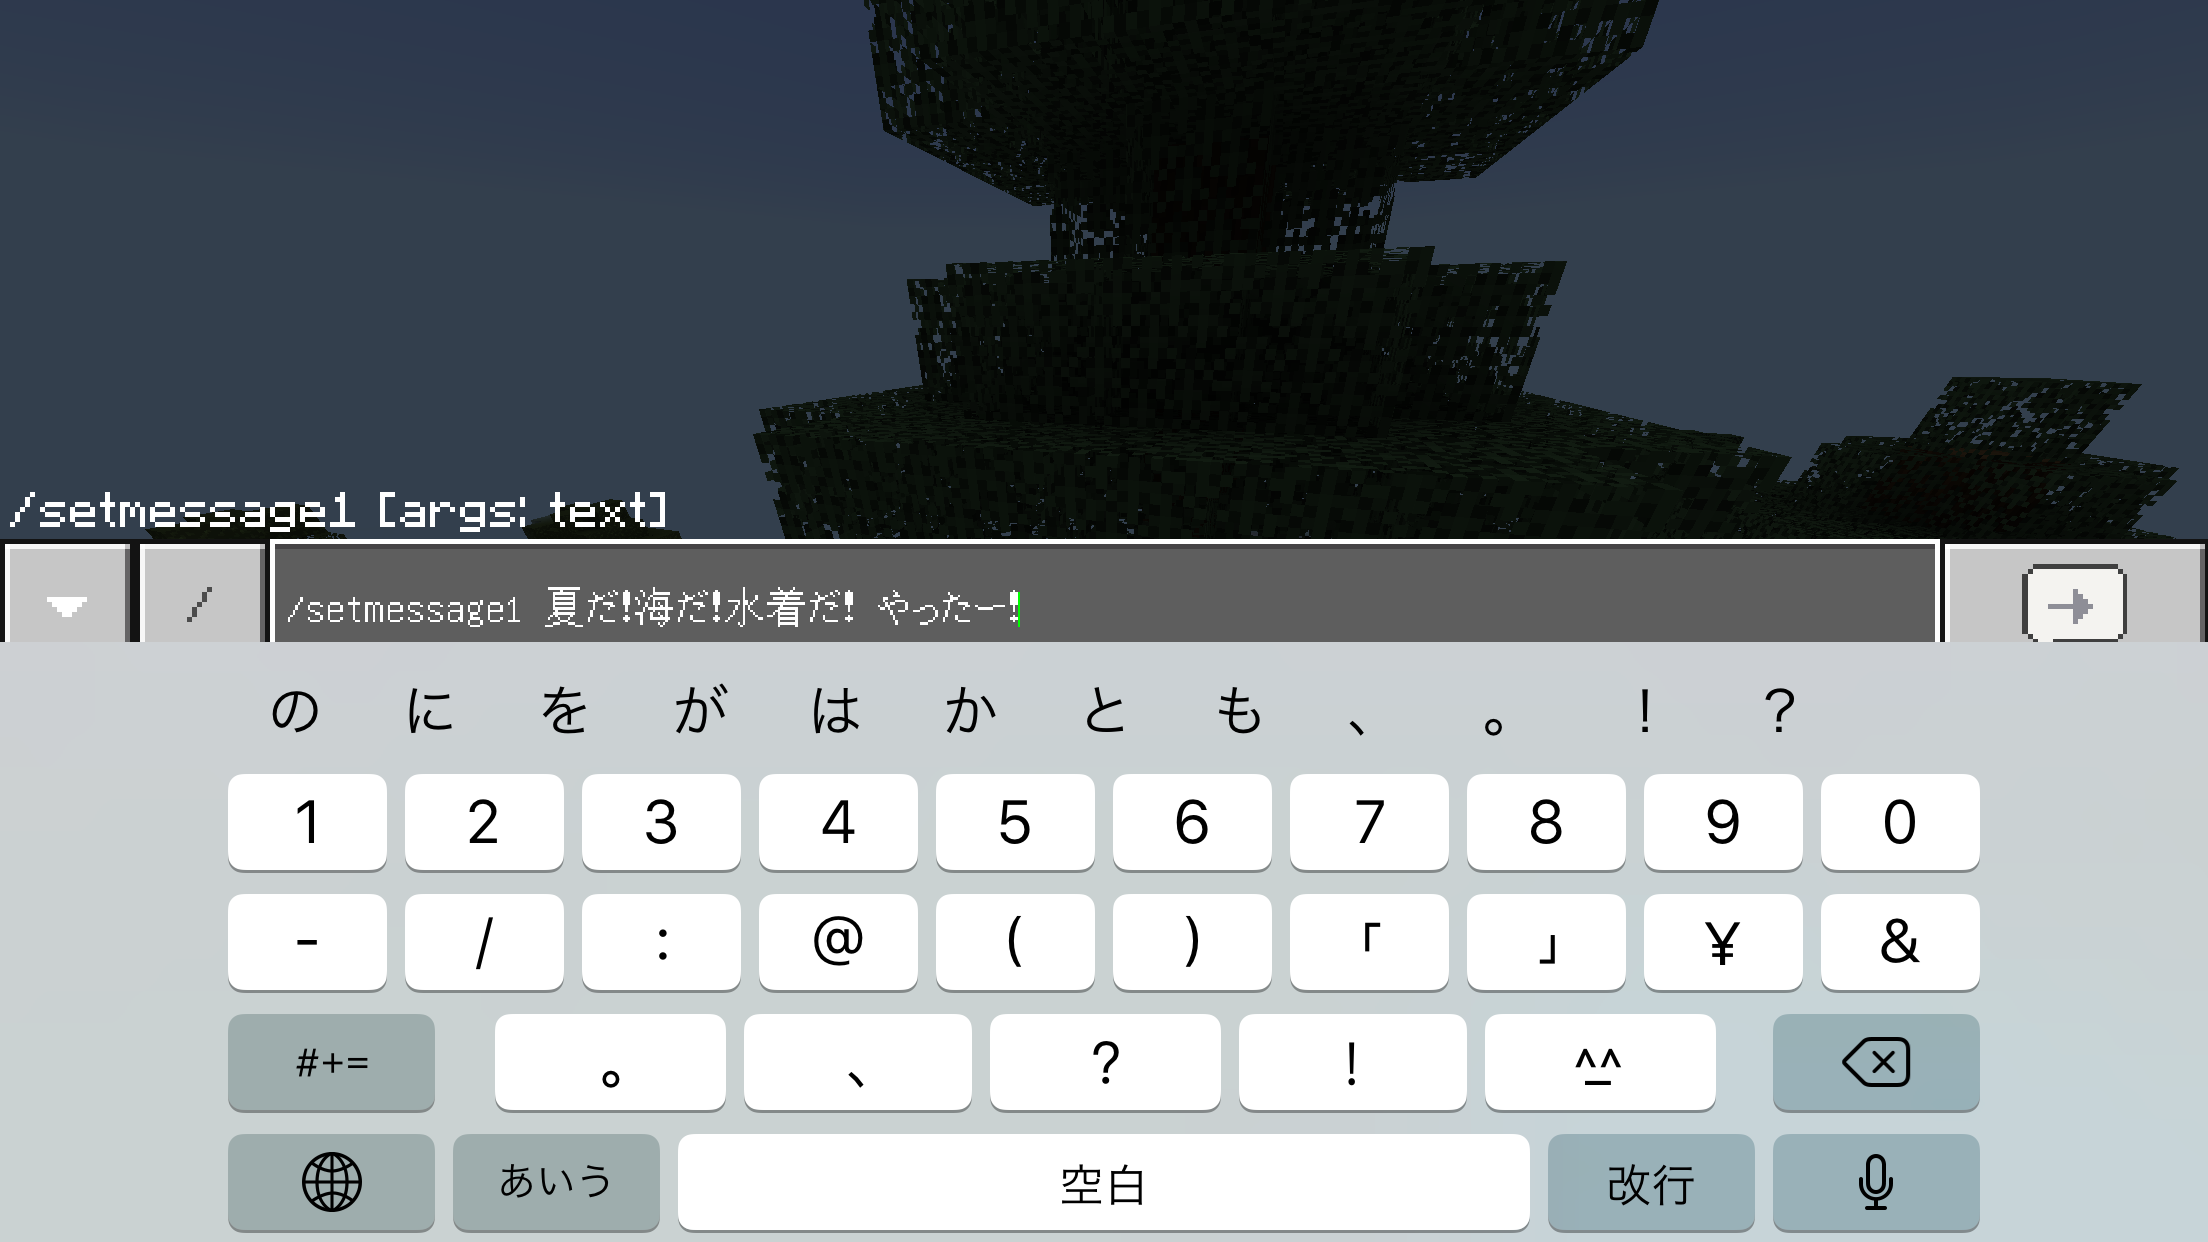 /setmessage1 [args: text]
/
/setmessage1 夏だ!海だ!水着だ! やったー!
の に を が は か と も 、 。 ! ?
1 2 3 4 5 6 7 8 9 0
- / : @ ( ) 「 」 ¥ &
#+= 。 、 ? ! ^_^
あいう 空白 改行